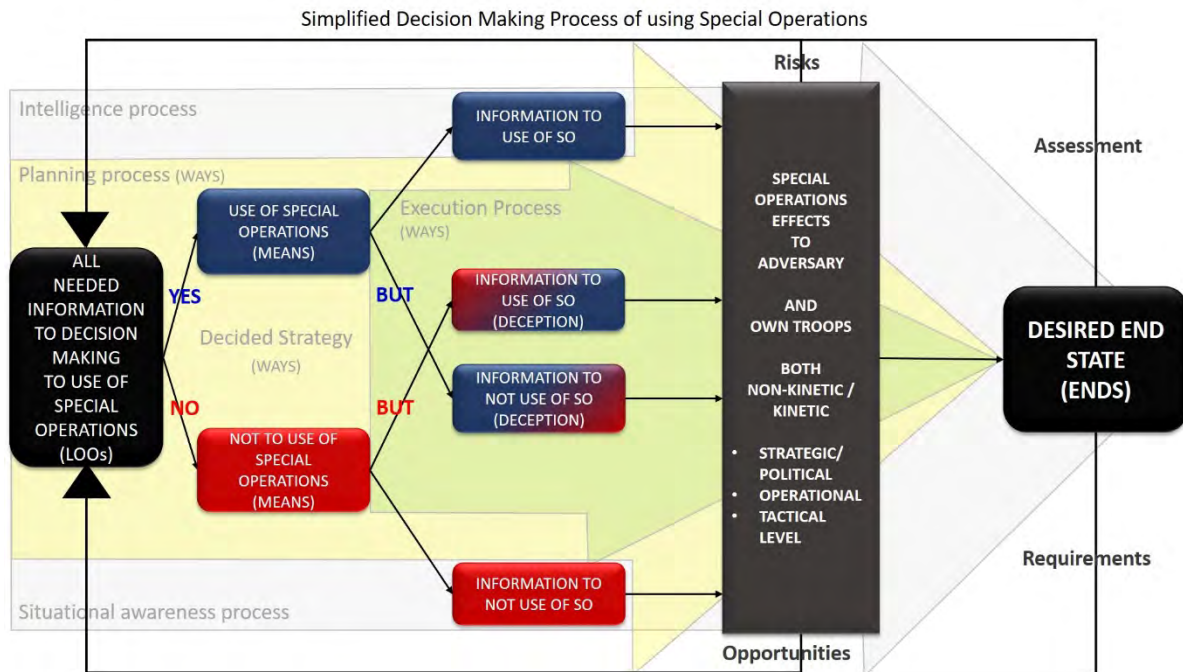 Simplified Decision Making Process of using Special Operations
Risks
Intelligence process
INFORMATION TO
USE OF SO
Assessment
Planning process (WAYS)
USE OF SPECIAL
OPERATIONS
(MEANS)
Execution Process
(WAYS)
ALL
NEEDED
INFORMATION
TO DECISION
MAKING
TO USE OF
SPECIAL
OPERATIONS
(LOOs)
YES
BUT
INFORMATION TO
USE OF SO
(DECEPTION)
Decided Strategy
(WAYS)
NO
BUT
INFORMATION TO
NOT USE OF SO
(DECEPTION)
NOT TO USE OF
SPECIAL
OPERATIONS
(MEANS)
SPECIAL
OPERATIONS
EFFECTS
TO
ADVERSARY
AND
OWN TROOPS
BOTH
NON-KINETIC /
KINETIC
• STRATEGIC/
POLITICAL
• OPERATIONAL
• TACTICAL
LEVEL
DESIRED END
STATE
(ENDS)
Requirements
INFORMATION TO
NOT USE OF SO
Situational awareness process
Opportunities